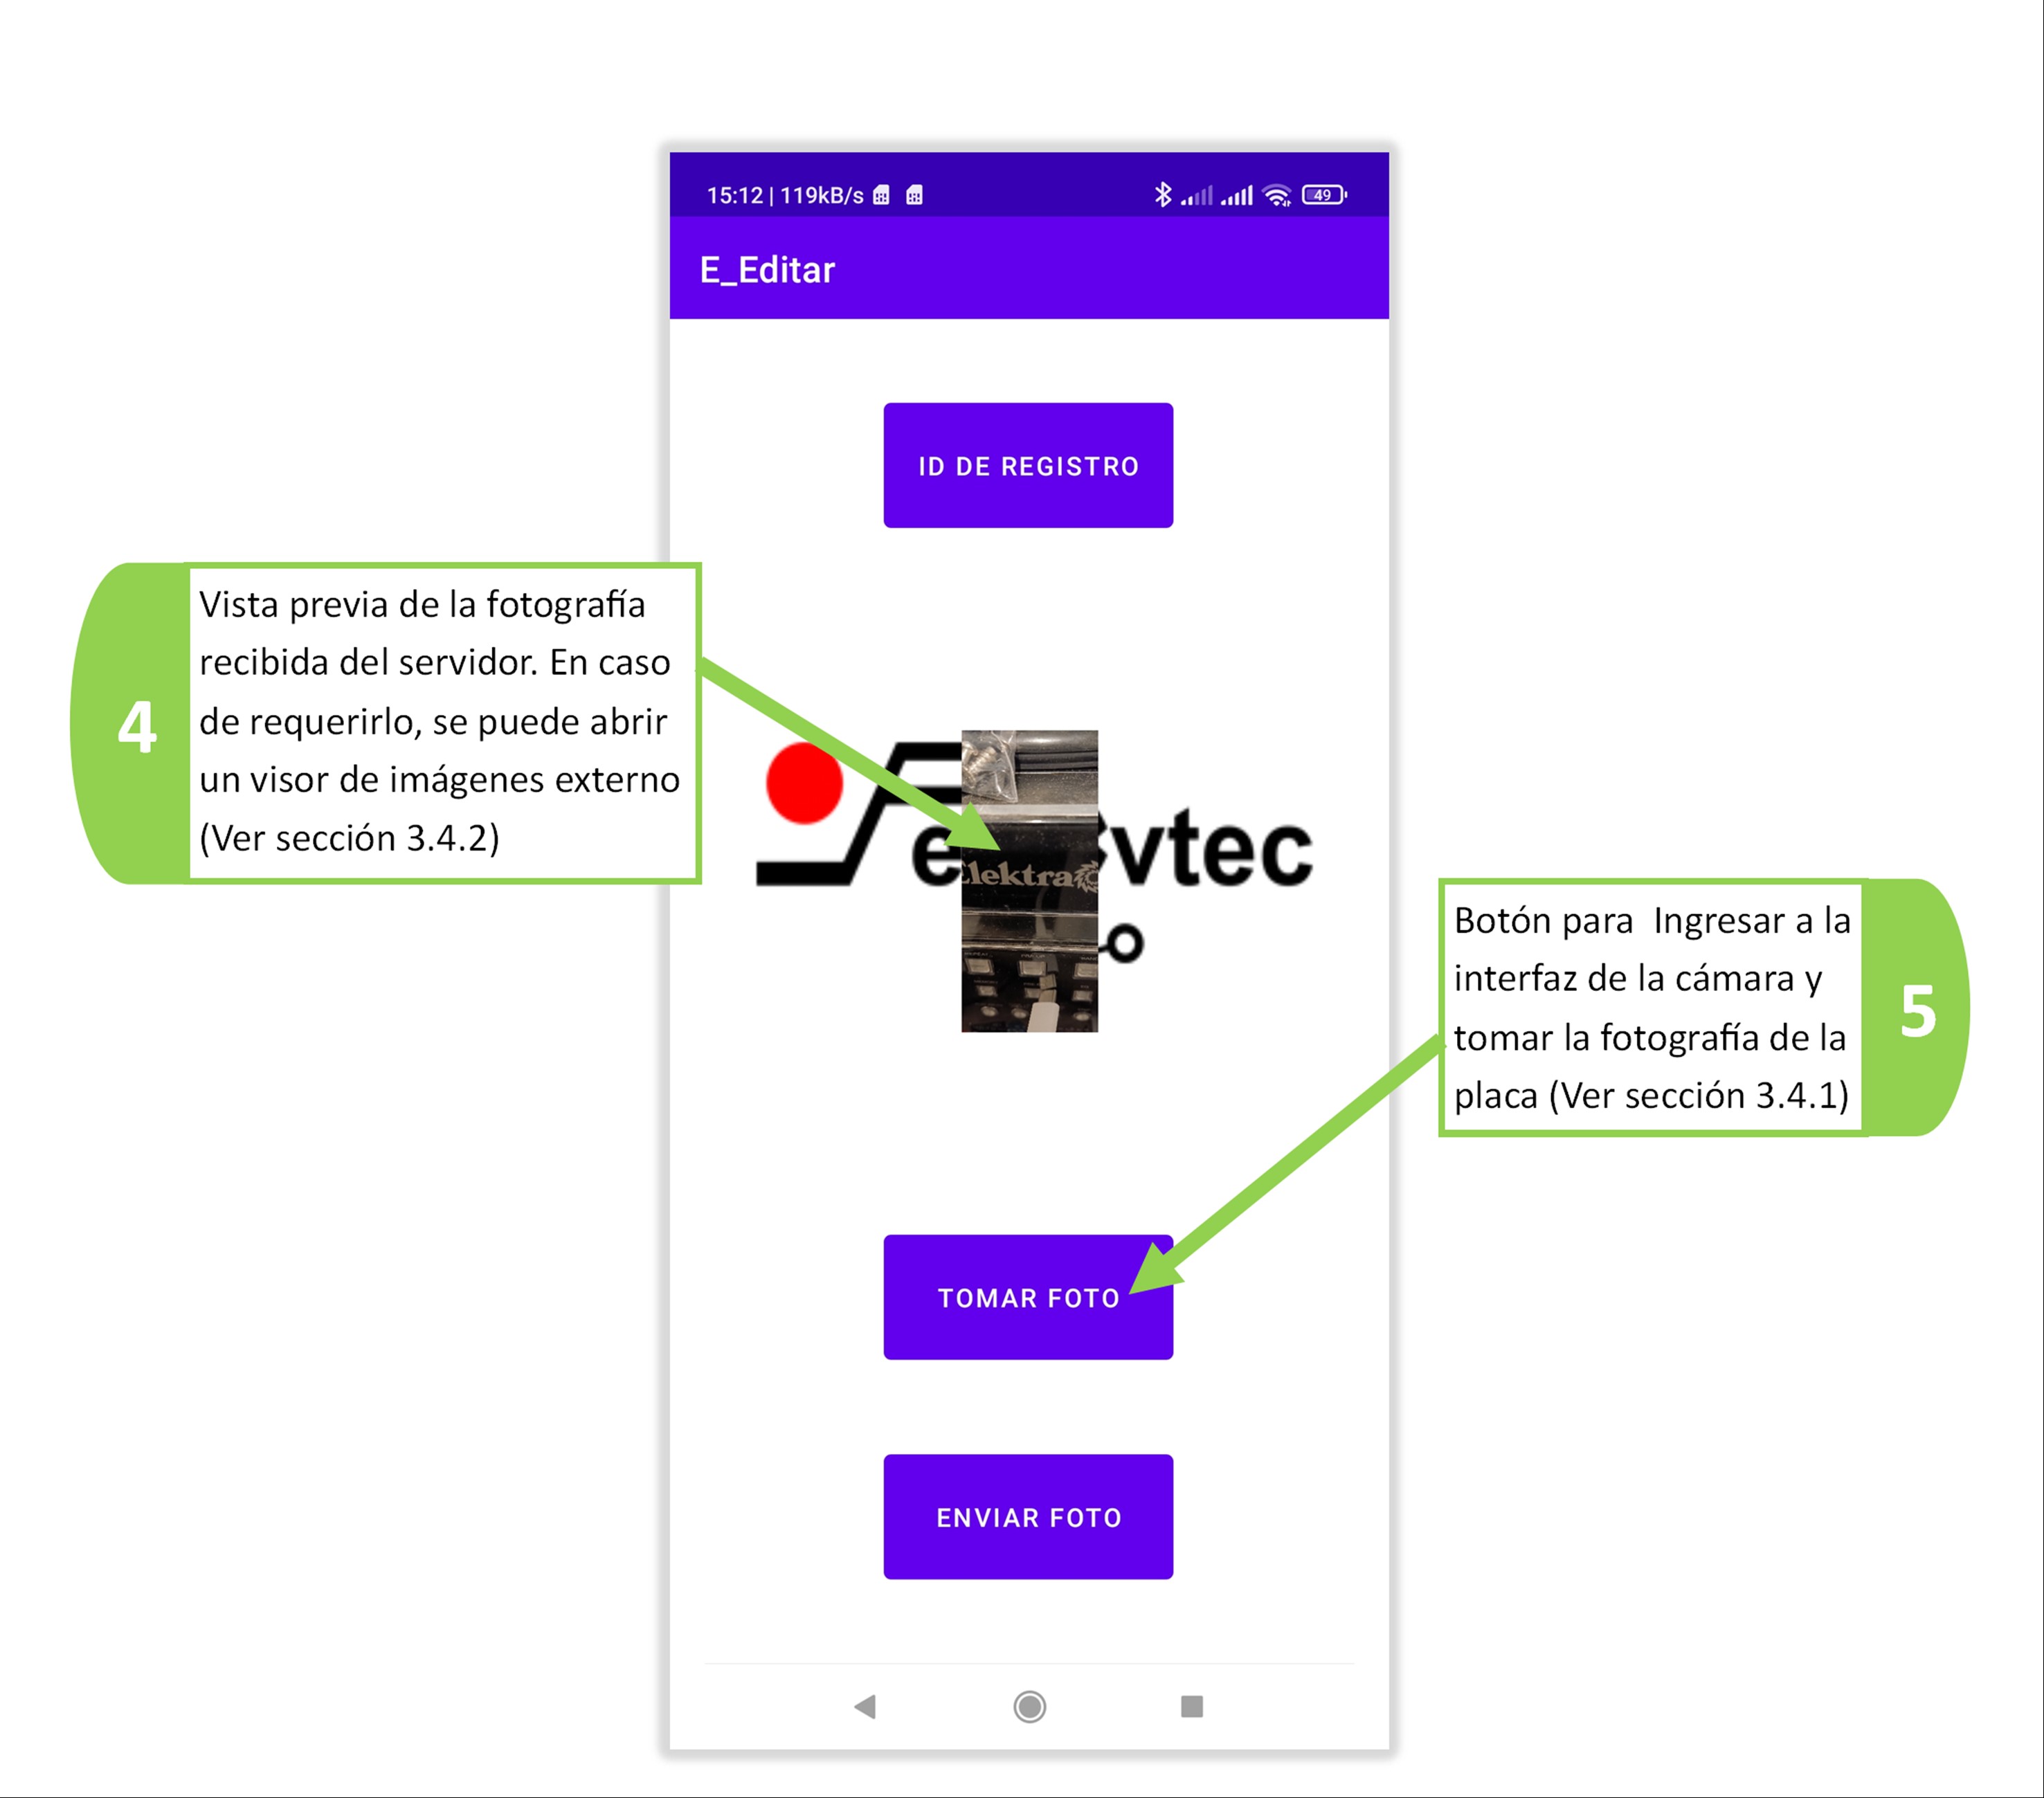 15:12 | 119kB/s
49
E_Editar
ID DE REGISTRO
4
Vista previa de la fotografía
recibida del servidor. En caso
de requerirlo, se puede abrir
un visor de imágenes externo
(Ver sección 3.4.2)
lektra
vtec
5
Botón para  Ingresar a la
interfaz de la cámara y
tomar la fotografía de la
placa (Ver sección 3.4.1)
TOMAR FOTO
ENVIAR FOTO